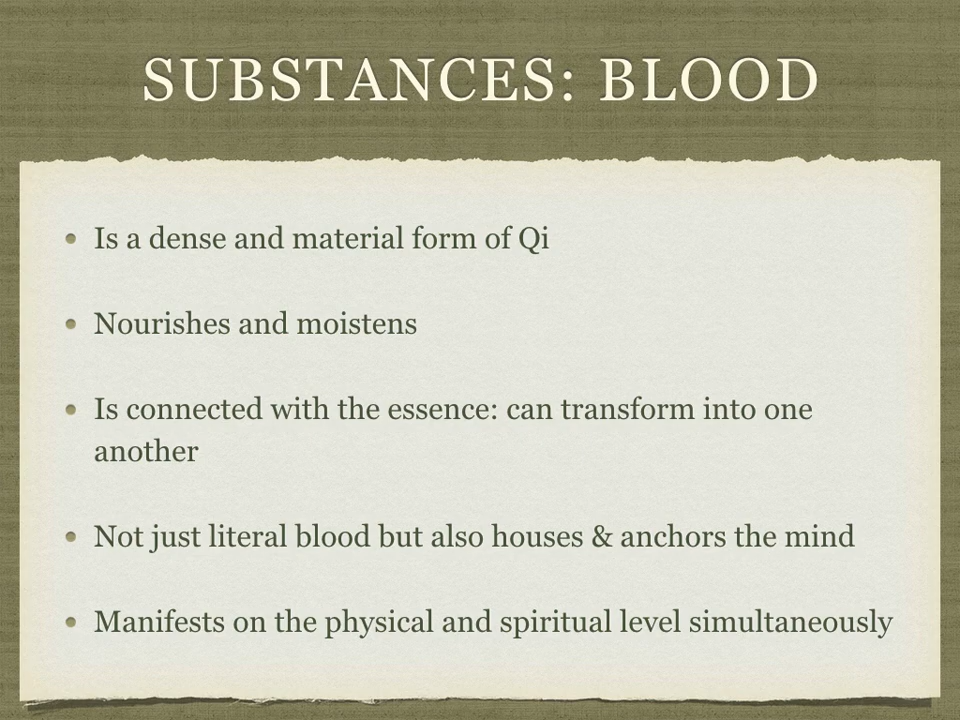 SUBSTANCES: BLOOD
Is a dense and material form of Qi
Nourishes and moistens
Is connected with the essence: can transform into one
another
Not just literal blood but also houses & anchors the mind
Manifests on the physical and spiritual level simultaneously